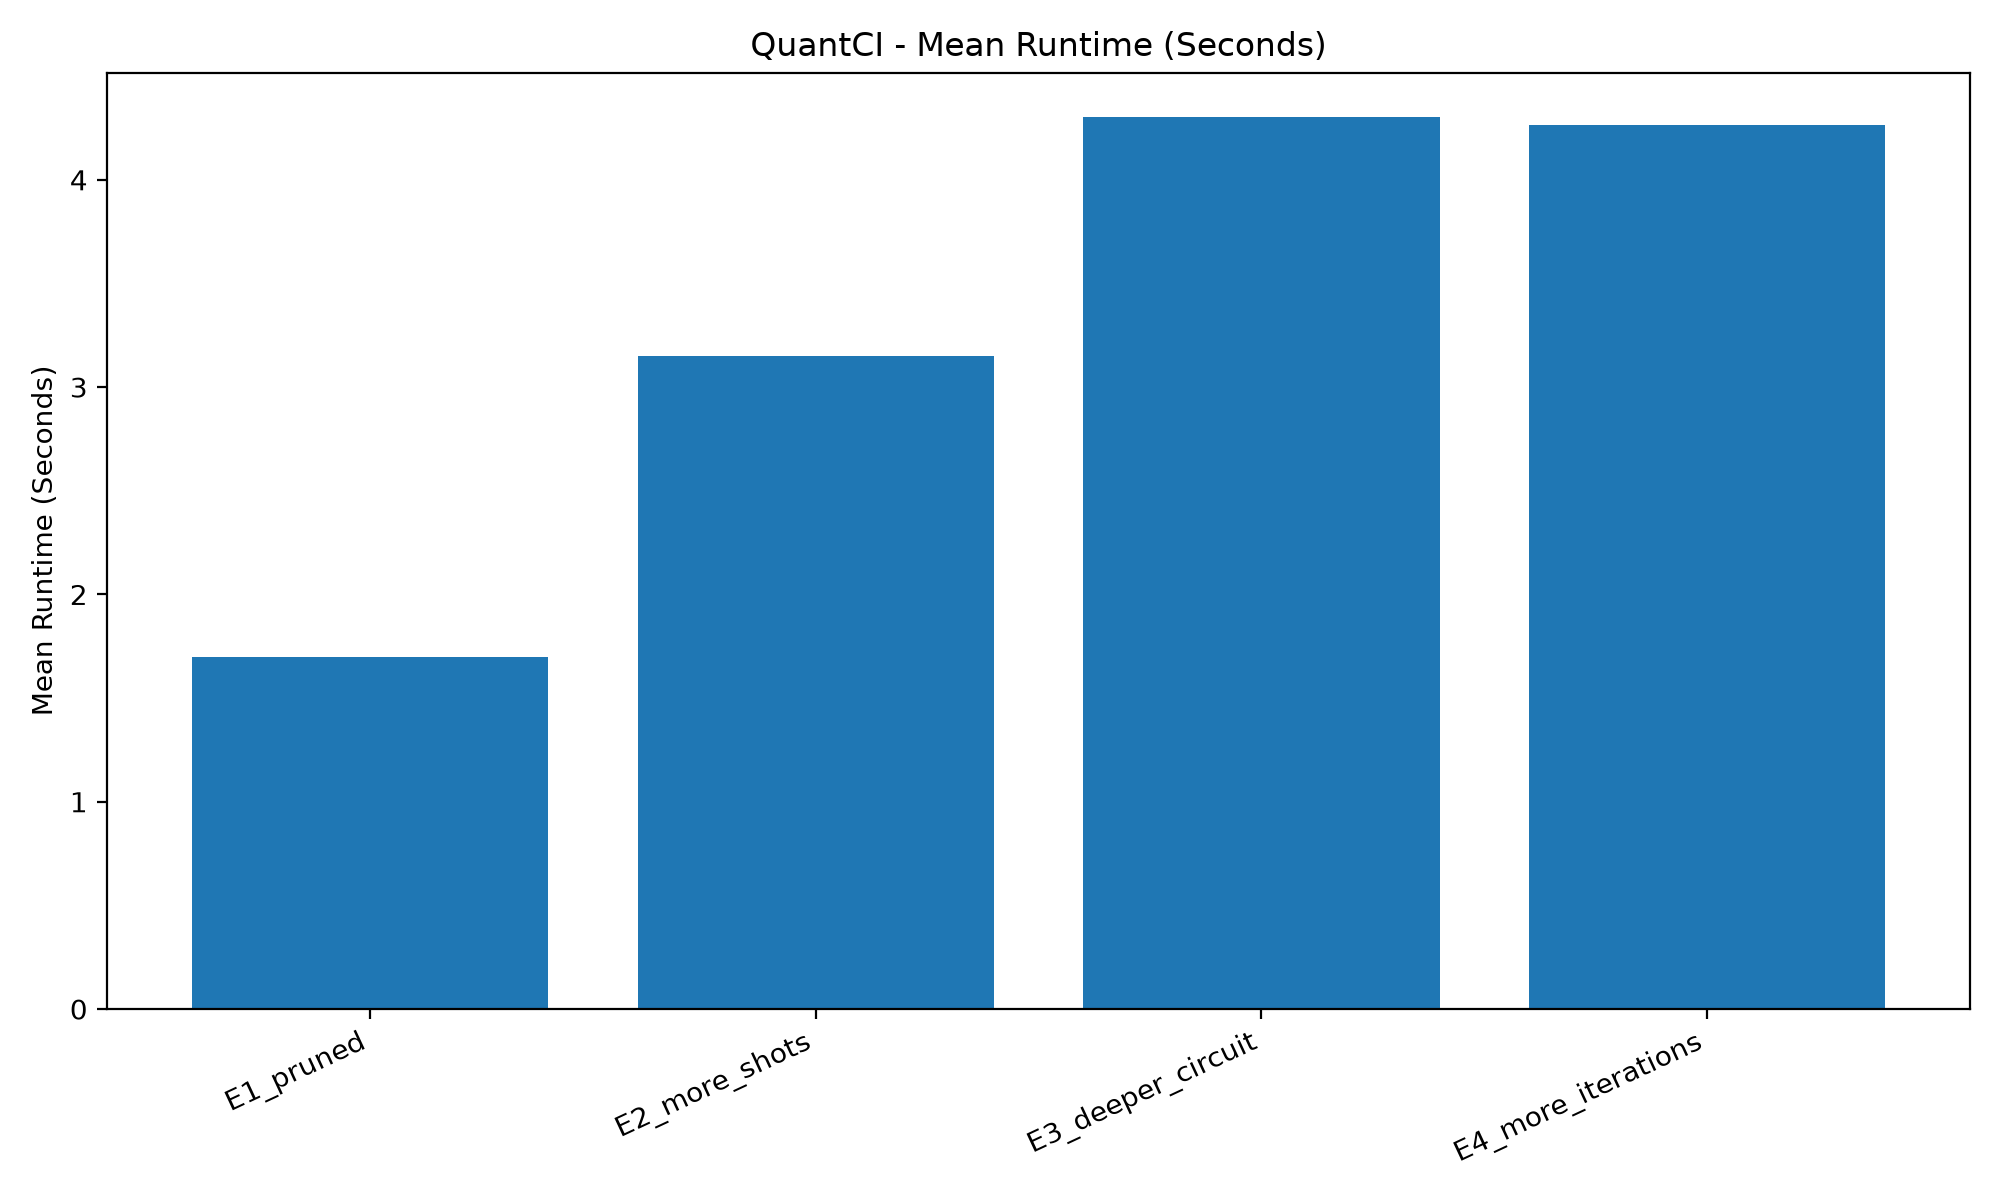 QuantCI - Mean Runtime (Seconds)
Mean Runtime (Seconds)
4
3
2
1
0
E1_pruned
E2_more_shots
E3_deeper_circuit
E4_more_iterations